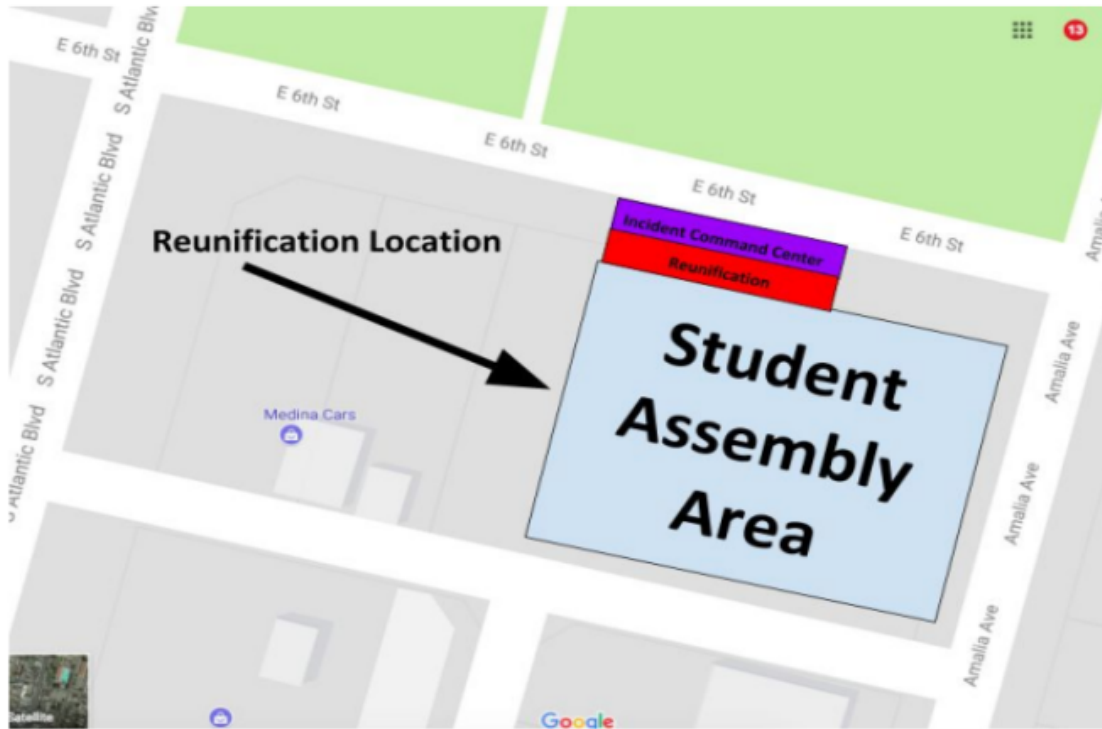 S Atlantic Blvd
E 6th St
13
E 6th St
S Atlantic Blvd
E 6th St
E 6th St
E 6th St
S Atlantic Blvd
Incident Command Center
Reunification
Reunification Location
Student
Assembly
Area
S Atlantic Blvd
S Atlantic Blvd
Medina Cars
Amalia Ave
Amalia Ave
Amalia Ave
Satellite
Google